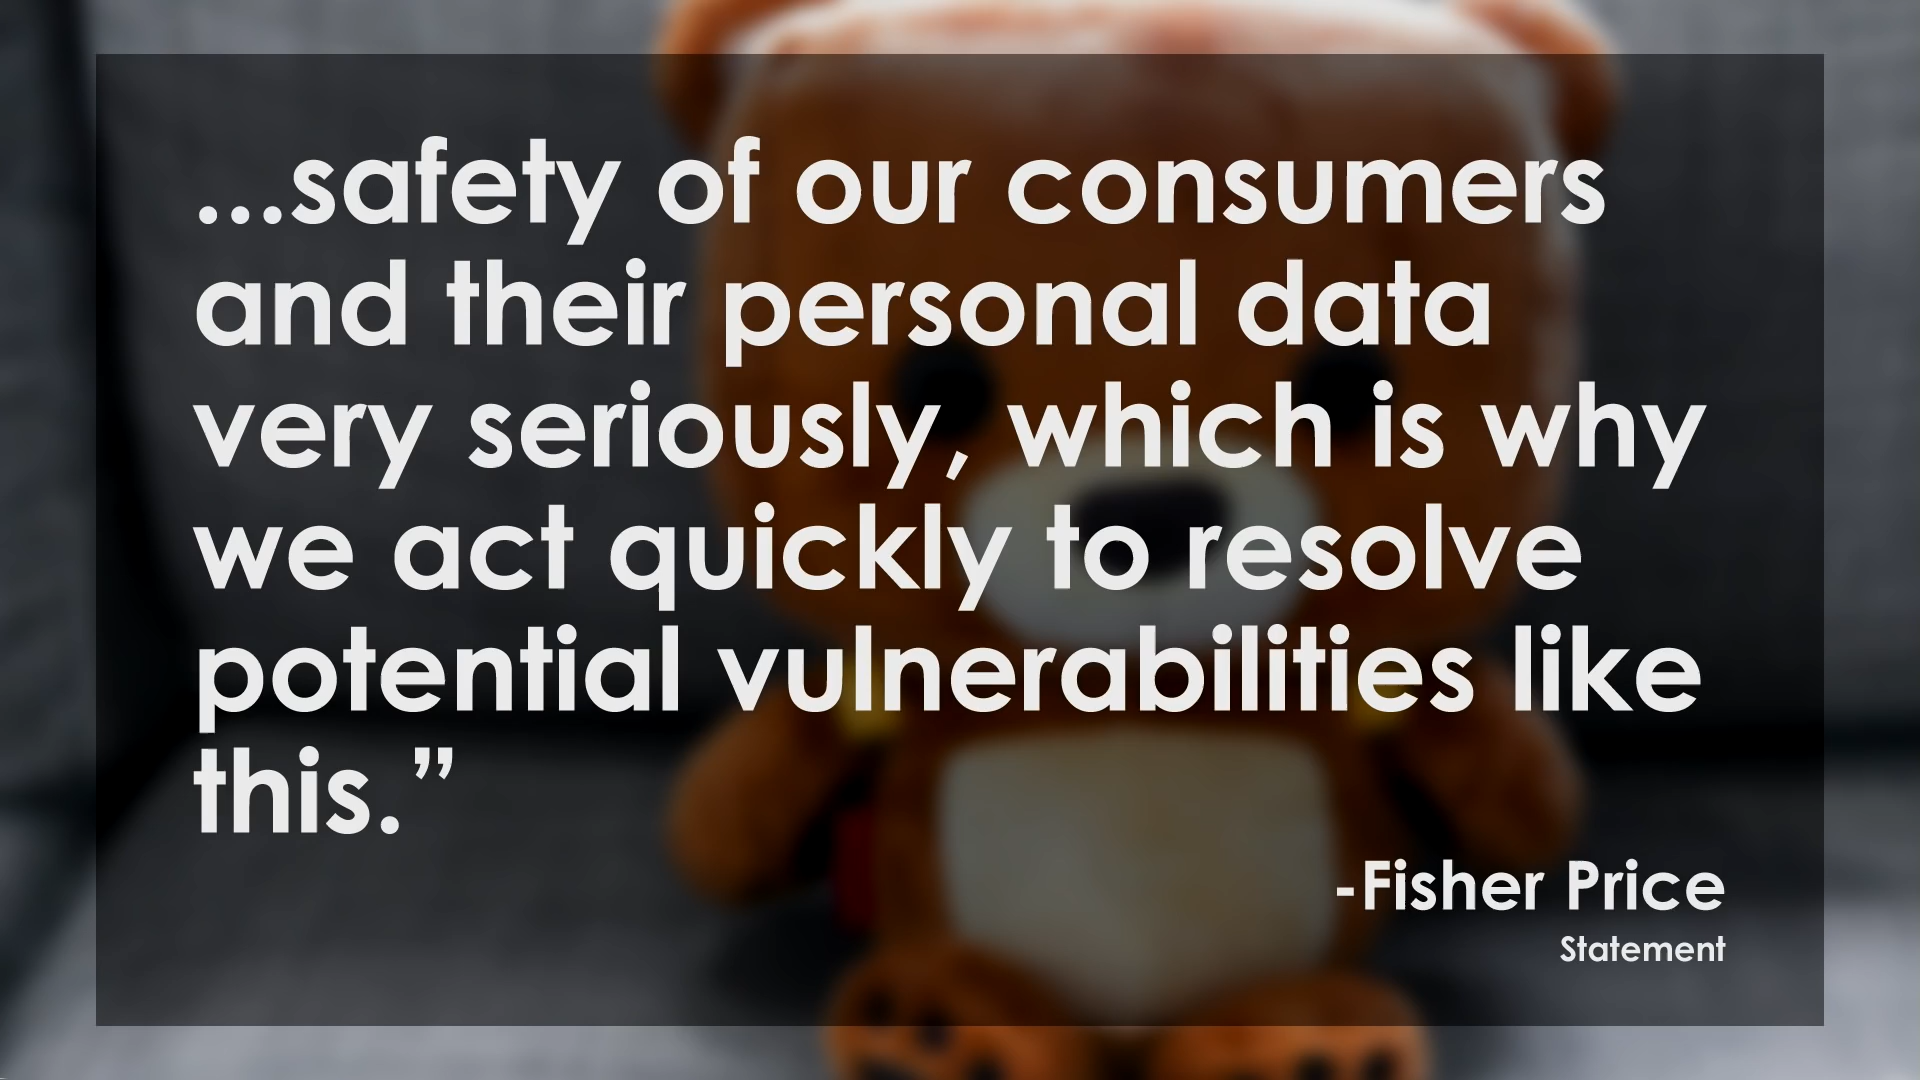 ...safety of our consumers
and their personal data
very seriously, which is why
we act quickly to resolve
potential vulnerabilities like
this.”
-Fisher Price
Statement